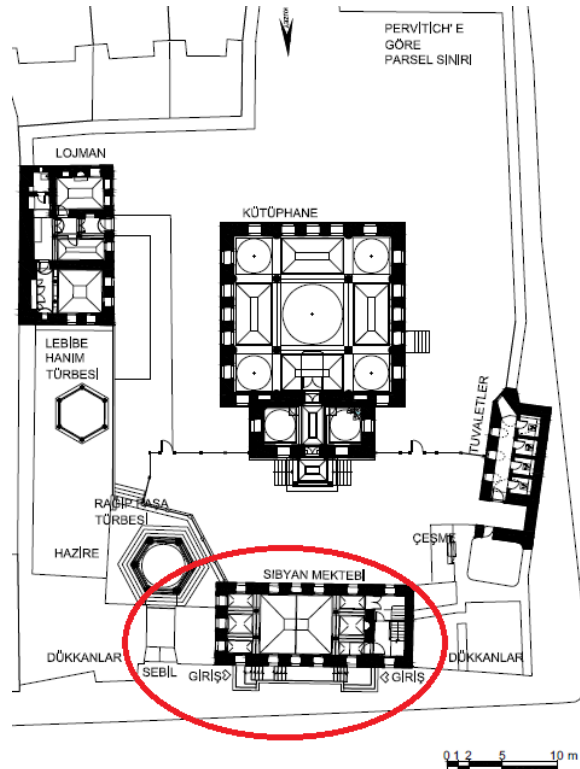 PERVİTİCH' E
GÖRE
PARSEL SINIRI
LOJMAN
KÜTÜPHANE
LEBİBE
HANIM
TÜRBESİ
TUVALETLER
RAGIP PAŞA
TÜRBESİ
ÇEŞME
HAZİRE
SIBYAN MEKTEBİ
DÜKKANLAR
SEBİL
GİRİŞ
GİRİŞ
DÜKKANLAR
0 1 2 5 10 m